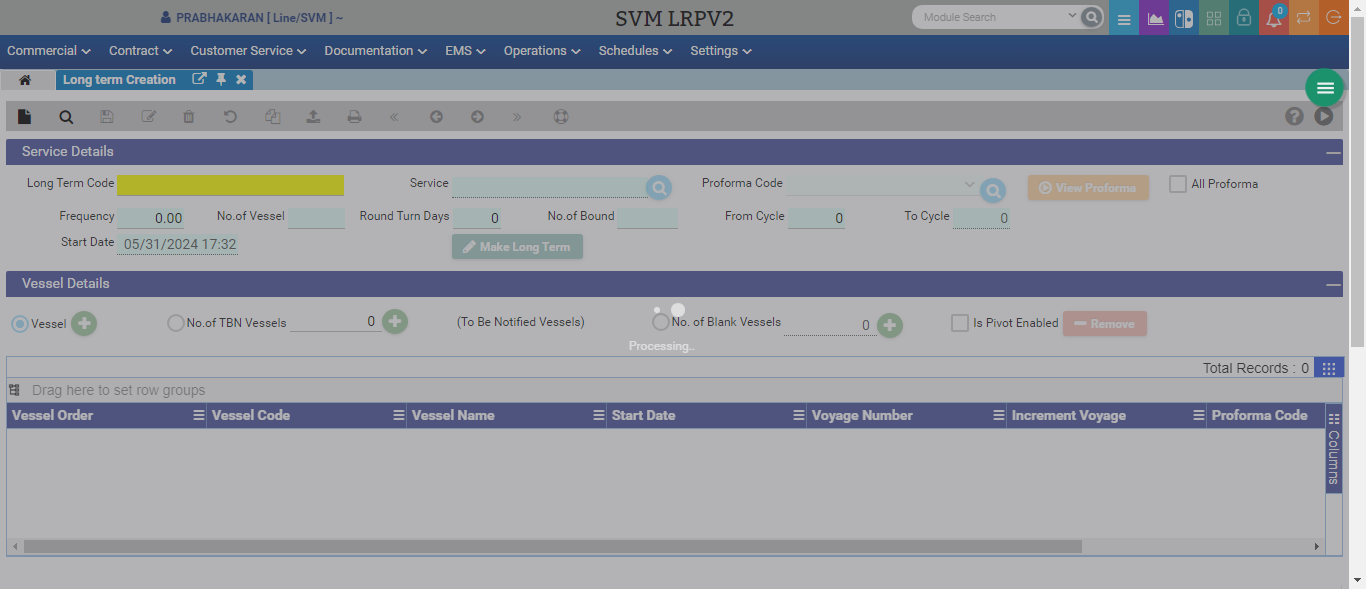 PRABHAKARAN [ Line/SVM ] ~ SVM LRPV2 Module Search 0
Commercial Contract Customer Service Documentation EMS Operations Schedules Settings
Long term Creation
Service Details
Long Term Code Service Proforma Code View Proforma All Proforma
Frequency 0.00 No.of Vessel Round Turn Days 0 No.of Bound From Cycle 0 To Cycle 0
Start Date 05/31/2024 17:32 Make Long Term
Vessel Details
Vessel No.of TBN Vessels 0 (To Be Notified Vessels) No. of Blank Vessels 0 Is Pivot Enabled Remove
Processing..
Total Records : 0
Drag here to set row groups
Vessel Order Vessel Code Vessel Name Start Date Voyage Number Increment Voyage Proforma Code
Columns